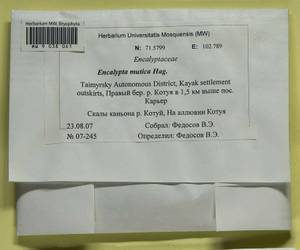 Herbarium MW, Bryophyta
MW 9 036 061
Herbarium Universitatis Mosquensis (MW)
N: 71.5799 E: 102.789
Encalyptaceae
Encalypta mutica Hag.
Taimyrsky Autonomous District, Kayak settlement
outskirts, Правый бер. р. Котуя в 1,5 км выше пос.
Карьер
Скалы каньона р. Котуй, На аллювии Котуя
23.08.07 Собрал: Федосов В.Э.
№ 07-245 Определил: Федосов В.Э.